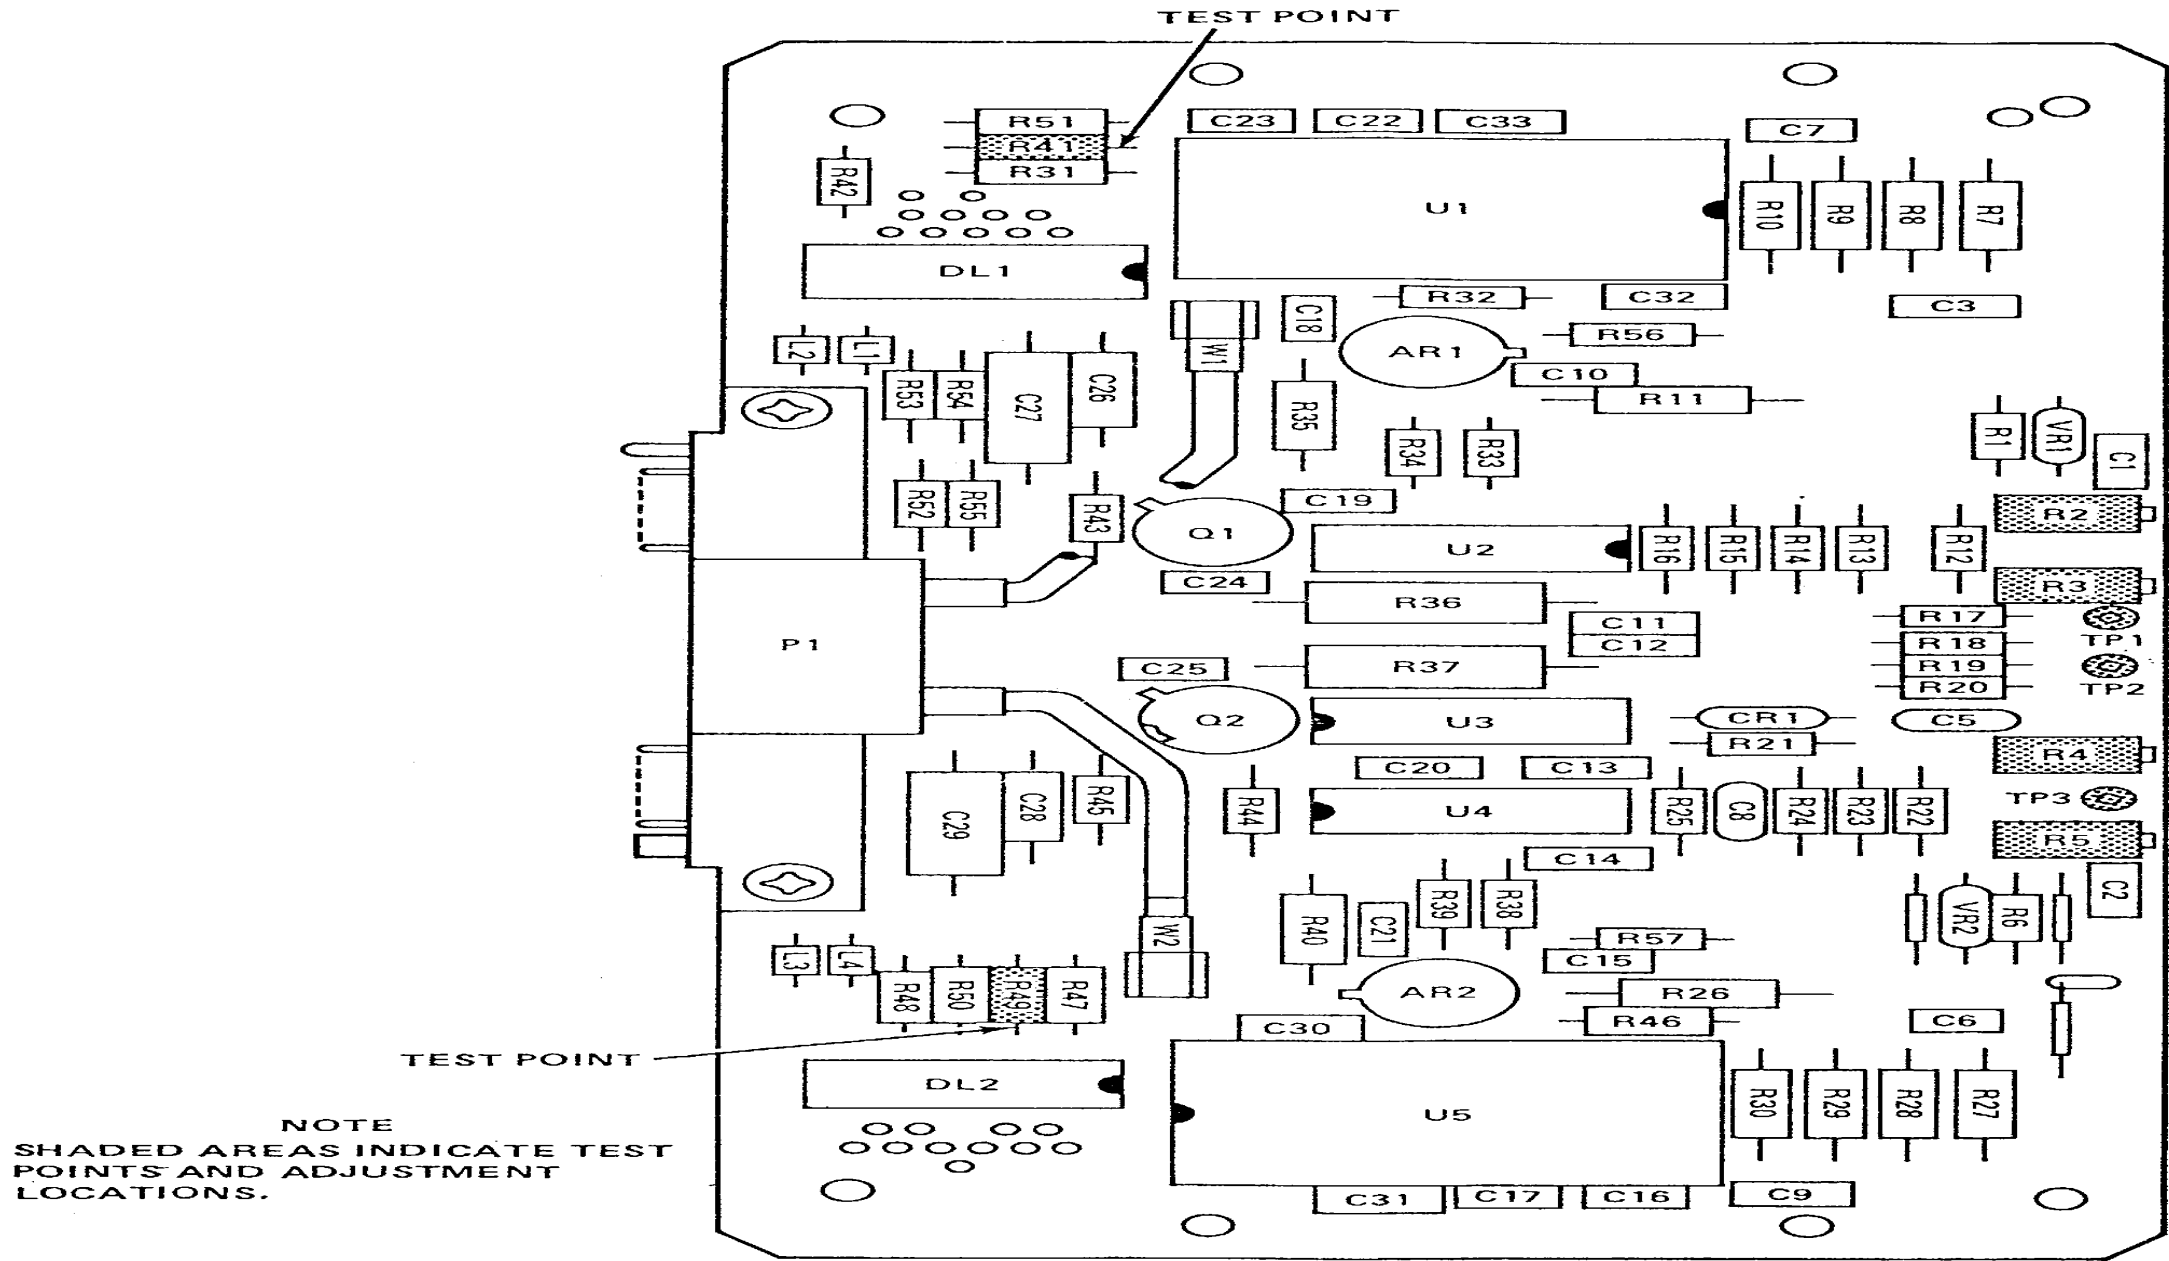 TEST POINT
R51
R41
R31
C23
C22
C33
C7
R42
U1
R10
R9
R8
R7
DL1
R32
C32
C3
C18
L2
L1
W1
AR1
R56
C10
R11
R53
R54
C27
C26
R35
R34
R33
R1
VR1
C1
R52
R55
R43
C19
Q1
U2
R16
R15
R14
R13
R12
R2
C24
R36
R3
C11
R17
P1
C12
R18
TP1
C25
R37
R19
R20
TP2
Q2
U3
CR1
C5
R21
R4
C20
C13
C29
C28
R45
R44
U4
R25
C8
R24
R23
R22
TP3
R5
C14
C2
R40
C21
R39
R38
VR2
R6
W2
R57
L3
L4
C15
R48
R50
R49
R47
AR2
R26
R46
C6
C30
TEST POINT
DL2
U5
R30
R29
R28
R27
NOTE
SHADED AREAS INDICATE TEST
POINTS AND ADJUSTMENT
LOCATIONS.
C31
C17
C16
C9